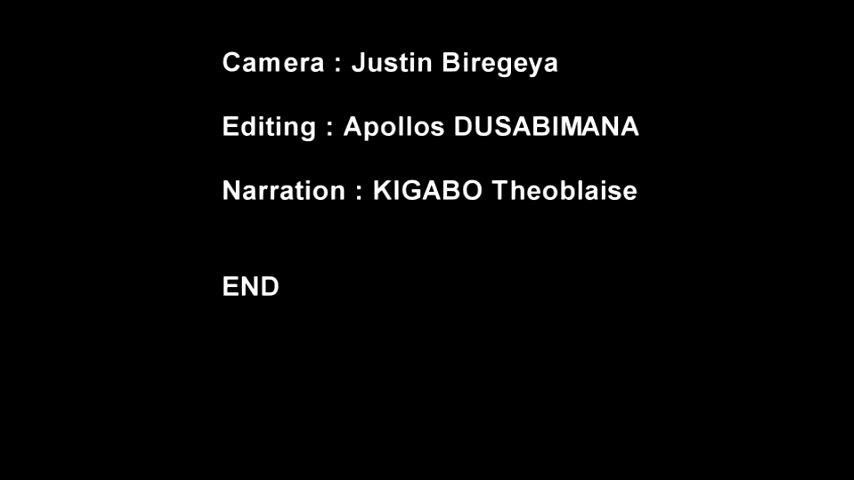 Camera : Justin Biregeya
Editing : Apollos DUSABIMANA
Narration : KIGABO Theoblaise
END